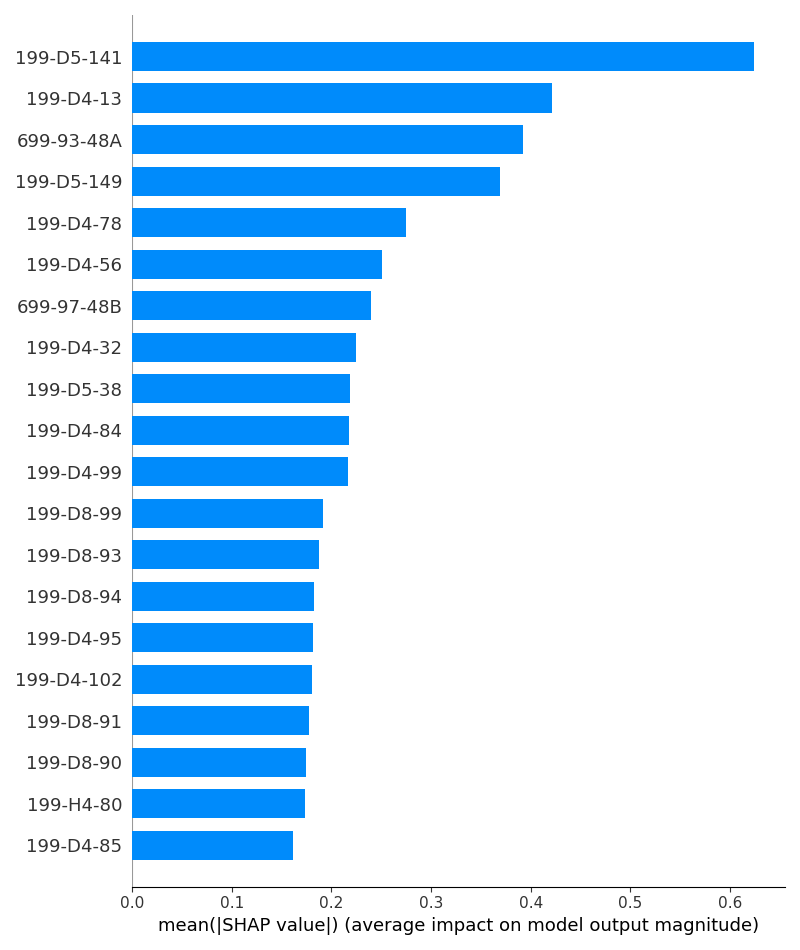 199-D5-141
199-D4-13
699-93-48A
199-D5-149
199-D4-78
199-D4-56
699-97-48B
199-D4-32
199-D5-38
199-D4-84
199-D4-99
199-D8-99
199-D8-93
199-D8-94
199-D4-95
199-D4-102
199-D8-91
199-D8-90
199-H4-80
199-D4-85
0.0 0.1 0.2 0.3 0.4 0.5 0.6
mean(|SHAP value|) (average impact on model output magnitude)